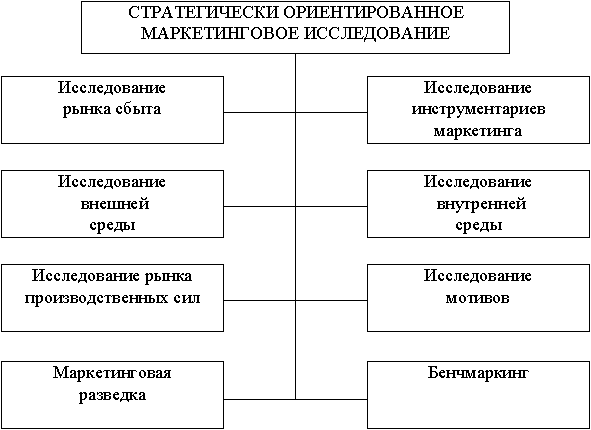 СТРАТЕГИЧЕСКИ ОРИЕНТИРОВАННОЕ
МАРКЕТИНГОВОЕ ИССЛЕДОВАНИЕ
Исследование
рынка сбыта
Исследование
инструментариев
маркетинга
Исследование
внешней
среды
Исследование
внутренней
среды
Исследование рынка
производственных сил
Исследование
мотивов
Маркетинговая
разведка
Бенчмаркинг